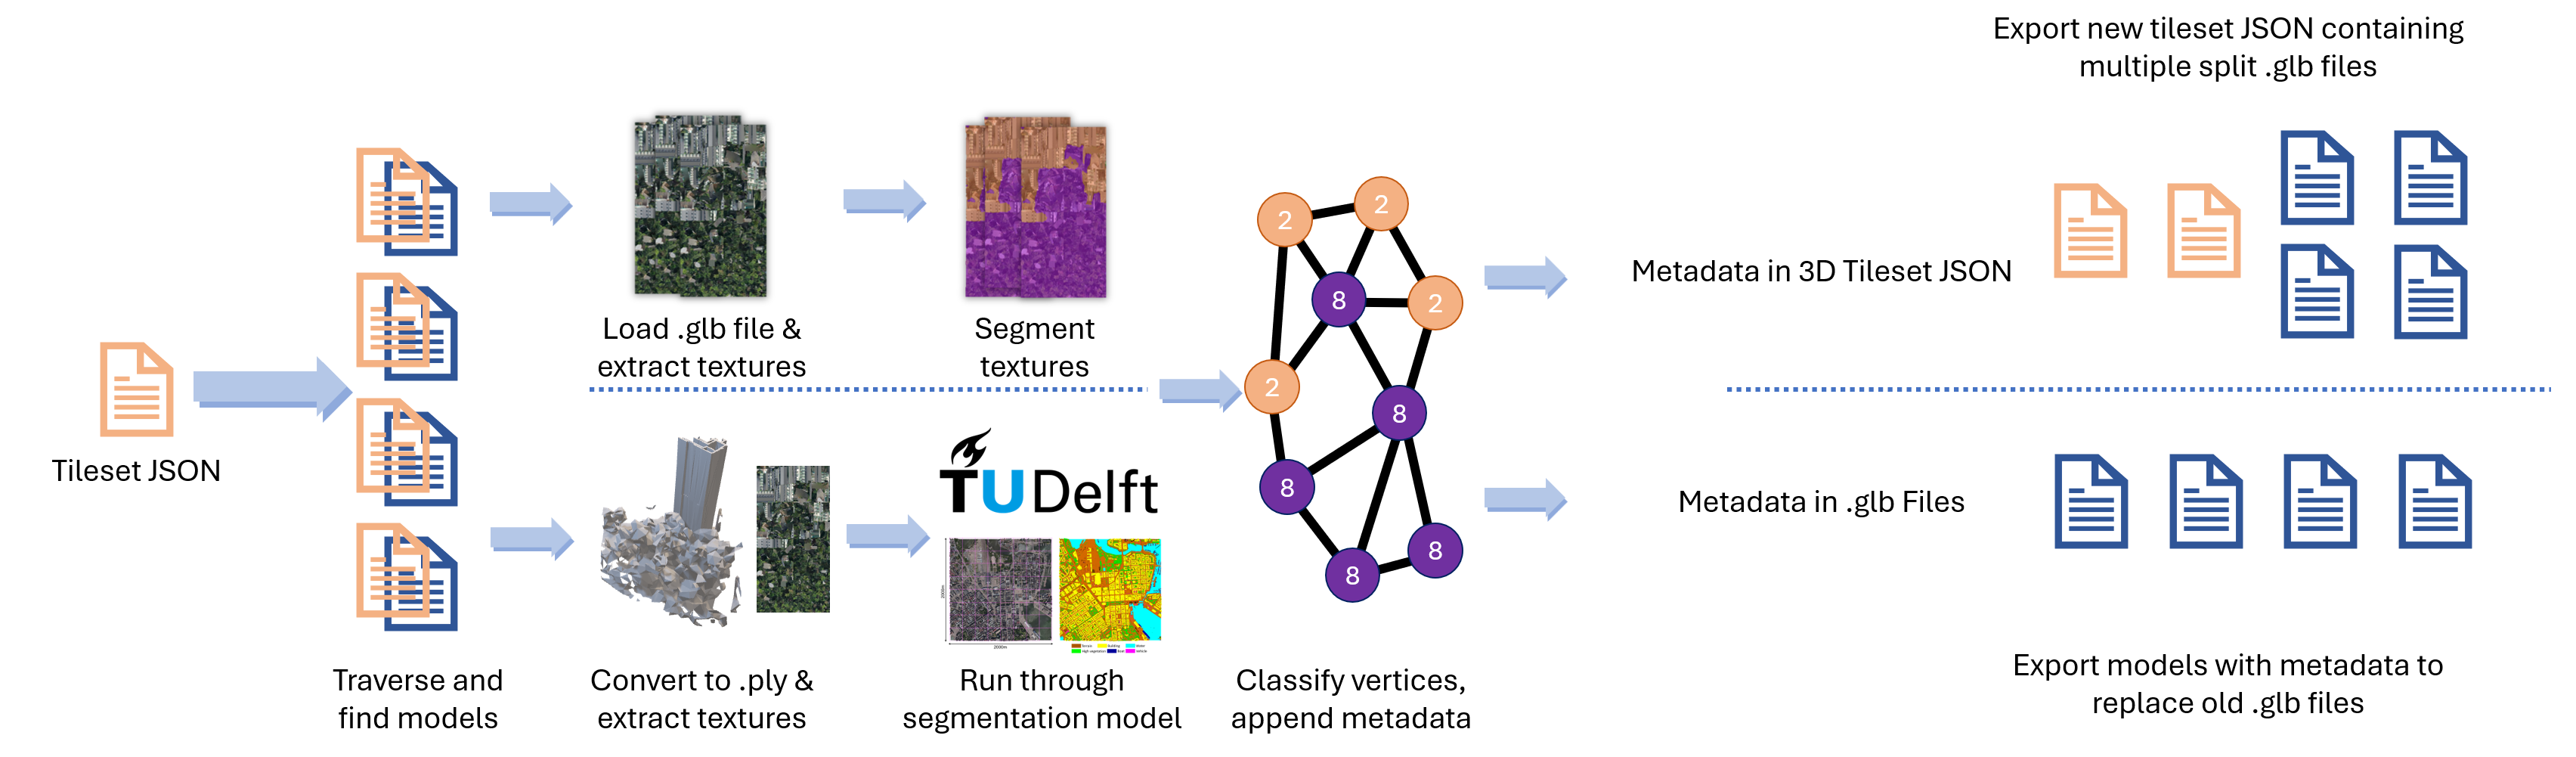 Export new tileset JSON containing
multiple split .glb files
Load .glb file &
extract textures
Segment
textures
Tileset JSON
Traverse and
find models
Convert to .ply &
extract textures
TUDelft
Run through
segmentation model
2
2
8
2
2
8
8
8
8
Classify vertices,
append metadata
Metadata in 3D Tileset JSON
Metadata in .glb Files
Export models with metadata to
replace old .glb files